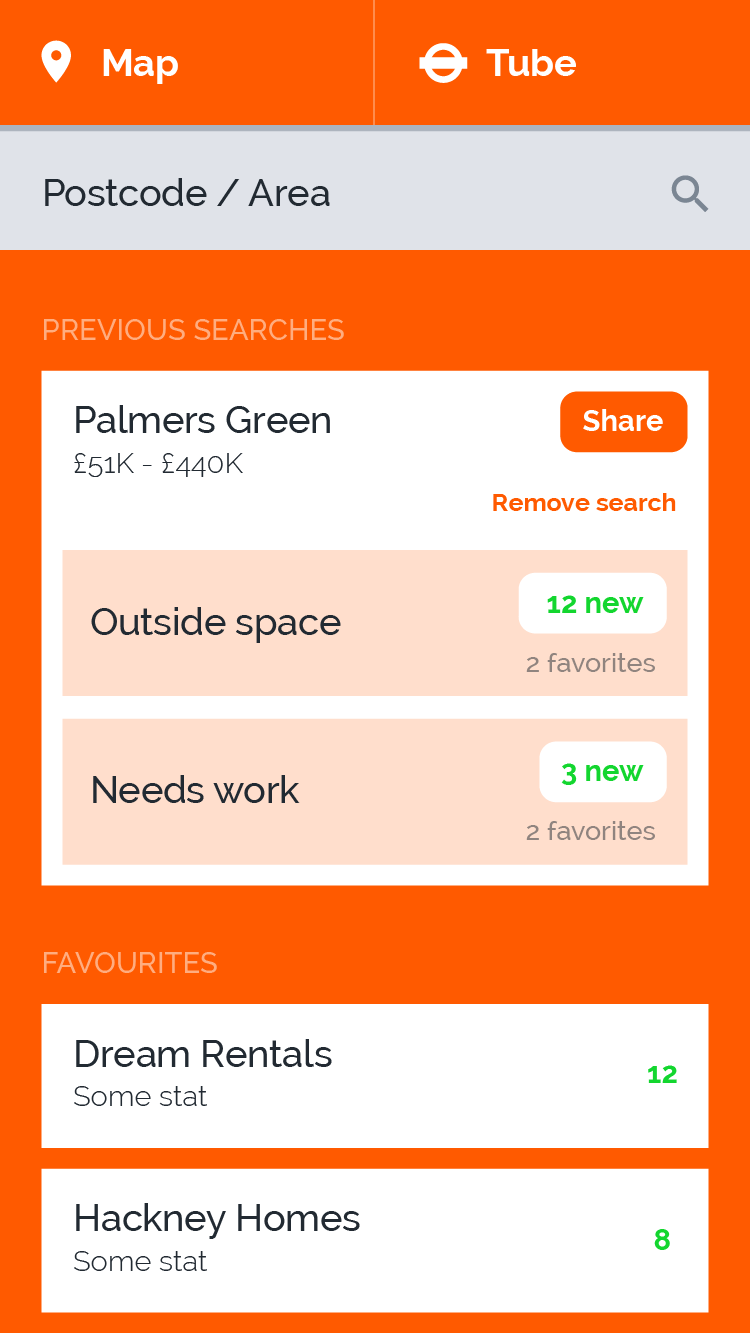 Map
Tube
Postcode / Area
PREVIOUS SEARCHES
Palmers Green
Share
£51K - £440K
Remove search
Outside space
12 new
2 favorites
Needs work
3 new
2 favorites
FAVOURITES
Dream Rentals
Some stat
12
Hackney Homes
Some stat
8